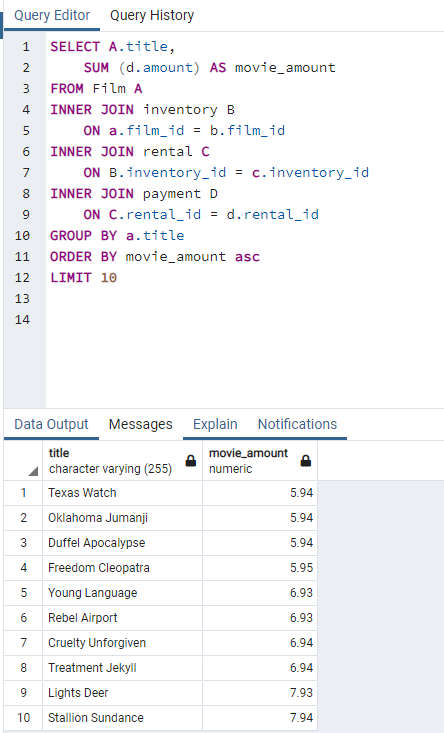 Query Editor Query History
1 SELECT A.title,
2 SUM (d.amount) AS movie_amount
3 FROM Film A
4 INNER JOIN inventory B
5 ON a.film_id = b.film_id
6 INNER JOIN rental C
7 ON B.inventory_id = c.inventory_id
8 INNER JOIN payment D
9 ON C.rental_id = d.rental_id
10 GROUP BY a.title
11 ORDER BY movie_amount asc
12 LIMIT 10
13
14
Data Output Messages Explain Notifications
title movie_amount
character varying (255) numeric
1 Texas Watch 5.94
2 Oklahoma Jumanji 5.94
3 Duffel Apocalypse 5.94
4 Freedom Cleopatra 5.95
5 Young Language 6.93
6 Rebel Airport 6.93
7 Cruelty Unforgiven 6.94
8 Treatment Jekyll 6.94
9 Lights Deer 7.93
10 Stallion Sundance 7.94